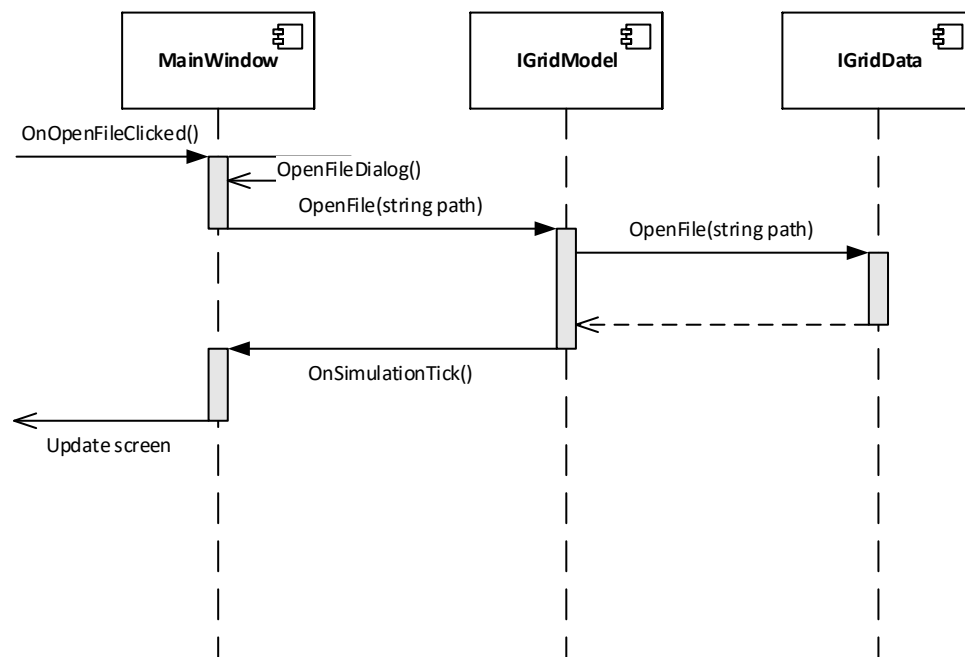 MainWindow
IGridModel
IGridData
OnOpenFileClicked()
OpenFileDialog()
OpenFile(string path)
OpenFile(string path)
OnSimulationTick()
Update screen